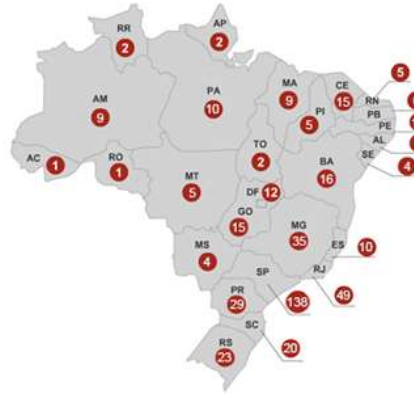 RR
2
AP
2
AM
9
PA
10
MA
9
CE
15
RN
5
PB
PE
AL
SE
4
PI
5
AC
1
RO
1
TO
2
MT
5
BA
16
DF 12
GO
15
MG
35
ES
10
MS
4
SP
138
RJ
49
PR
29
SC
20
RS
23